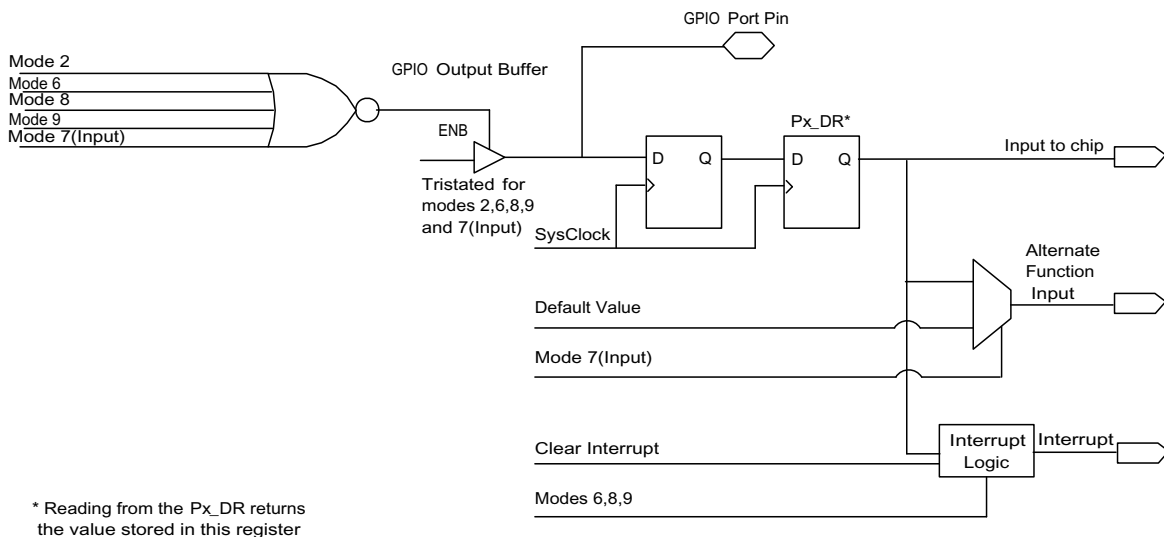 GPIO Port Pin
Mode 2
Mode 6
Mode 8
Mode 9
Mode 7(Input)
GPIO Output Buffer
ENB
Tristated for
modes 2,6,8,9
and 7(Input)
SysClock
D Q
Px_DR*
D Q
Input to chip
Default Value
Alternate
Function
Input
Mode 7(Input)
Clear Interrupt
Interrupt
Logic
Interrupt
Modes 6,8,9
* Reading from the Px_DR returns
the value stored in this register